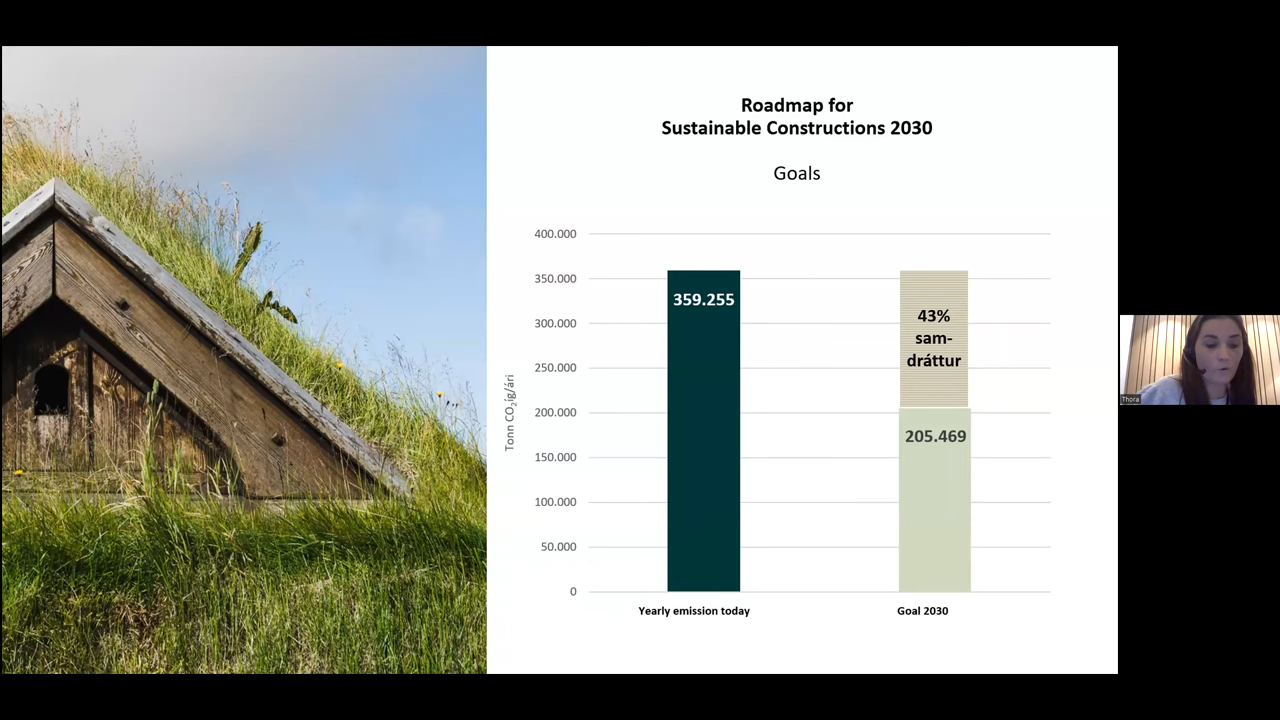 Roadmap for
Sustainable Constructions 2030
Goals
400.000
350.000
300.000
250.000
200.000
150.000
100.000
50.000
0
Tonn CO₂íg/ári
359.255
43%
sam-
dráttur
205.469
Yearly emission today
Goal 2030
Thora